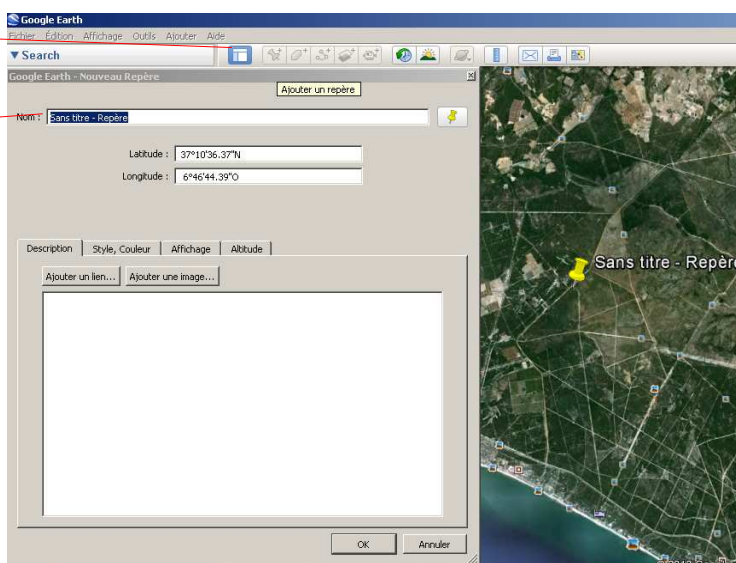 Google Earth
Fichier Édition Affichage Outils Ajouter Aide
▼ Search
Google Earth - Nouveau Repère
Ajouter un repère
Nom : Sans titre - Repère
Latitude : 37°10'36.37"N
Longitude : 6°46'44.39"O
Description Style, Couleur Affichage Altitude
Ajouter un lien... Ajouter une image...
Sans titre - Repère
OK Annuler